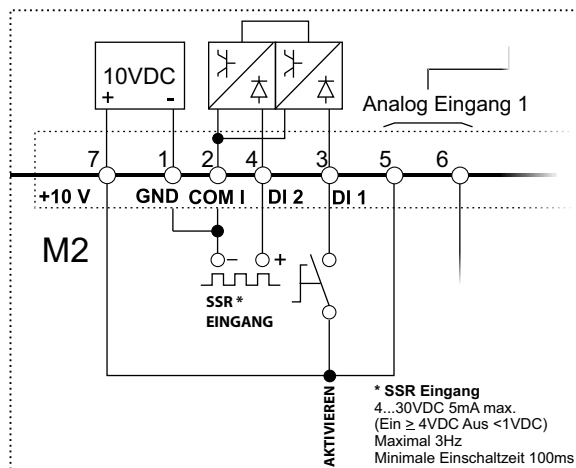 10VDC
+ -
Analog Eingang 1
7 1 2 4 3 5 6
+10 V GND COM I DI 2 DI 1
M2
- +
SSR *
EINGANG
AKTIVIEREN
* SSR Eingang
4...30VDC 5mA max.
(Ein ≥ 4VDC Aus <1VDC)
Maximal 3Hz
Minimale Einschaltzeit 100ms